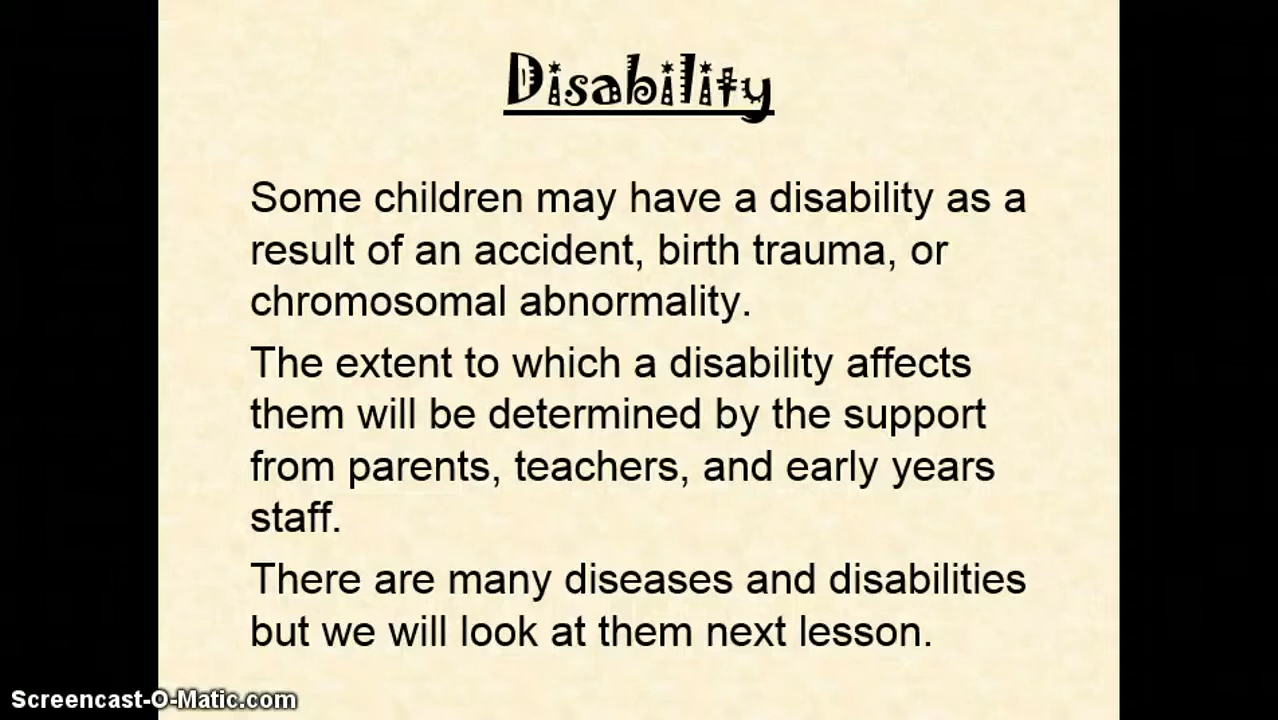 Disability
Some children may have a disability as a
result of an accident, birth trauma, or
chromosomal abnormality.
The extent to which a disability affects
them will be determined by the support
from parents, teachers, and early years
staff.
There are many diseases and disabilities
but we will look at them next lesson.
Screencast-O-Matic.com